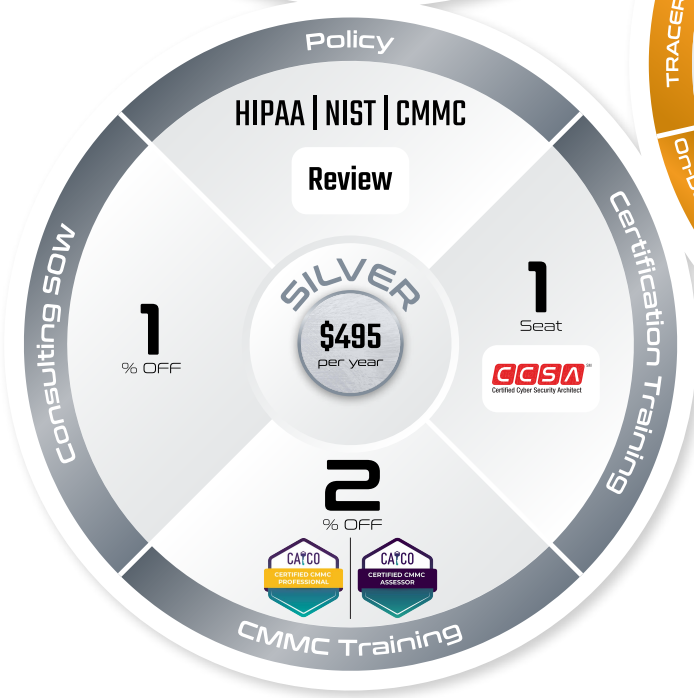 Policy
HIPAA | NIST | CMMC
Review
Consulting SOW
1
% OFF
SILVER
$495
per year
1
Seat
CCSA
Certified Cyber Security Architect
Certification Training
2
% OFF
CAICO
CERTIFIED CMMC
PROFESSIONAL
CAICO
CERTIFIED CMMC
ASSESSOR
CMMC Training
TRACER